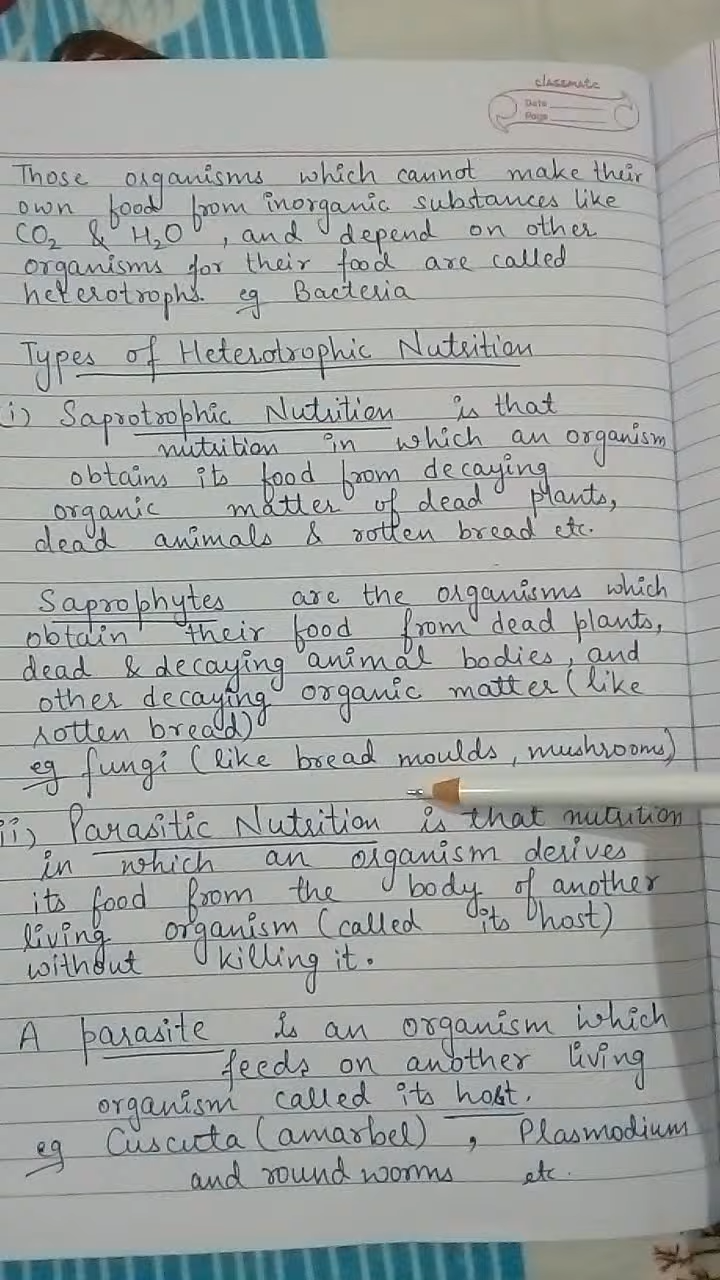 classmate
Date
Page
Those organisms which cannot make their
own food from inorganic substances like
CO₂ & H₂O, and depend on other
organisms for their food are called
heterotrophs. eg Bacteria
Types of Heterotrophic Nutrition
i) Saprotrophic Nutrition is that
nutrition in which an organism
obtains its food from decaying
organic matter of dead plants,
dead animals & rotten bread etc.
Saprophytes are the organisms which
obtain their food from dead plants,
dead & decaying animal bodies, and
other decaying organic matter (like
rotten bread)
eg fungi (like bread moulds, mushrooms)
ii) Parasitic Nutrition is that nutrition
in which an organism derives
its food from the body of another
living organism (called its host)
without killing it.
A parasite is an organism which
feeds on another living
organism called its host.
eg Cuscuta (amarbel), Plasmodium
and round worms etc.